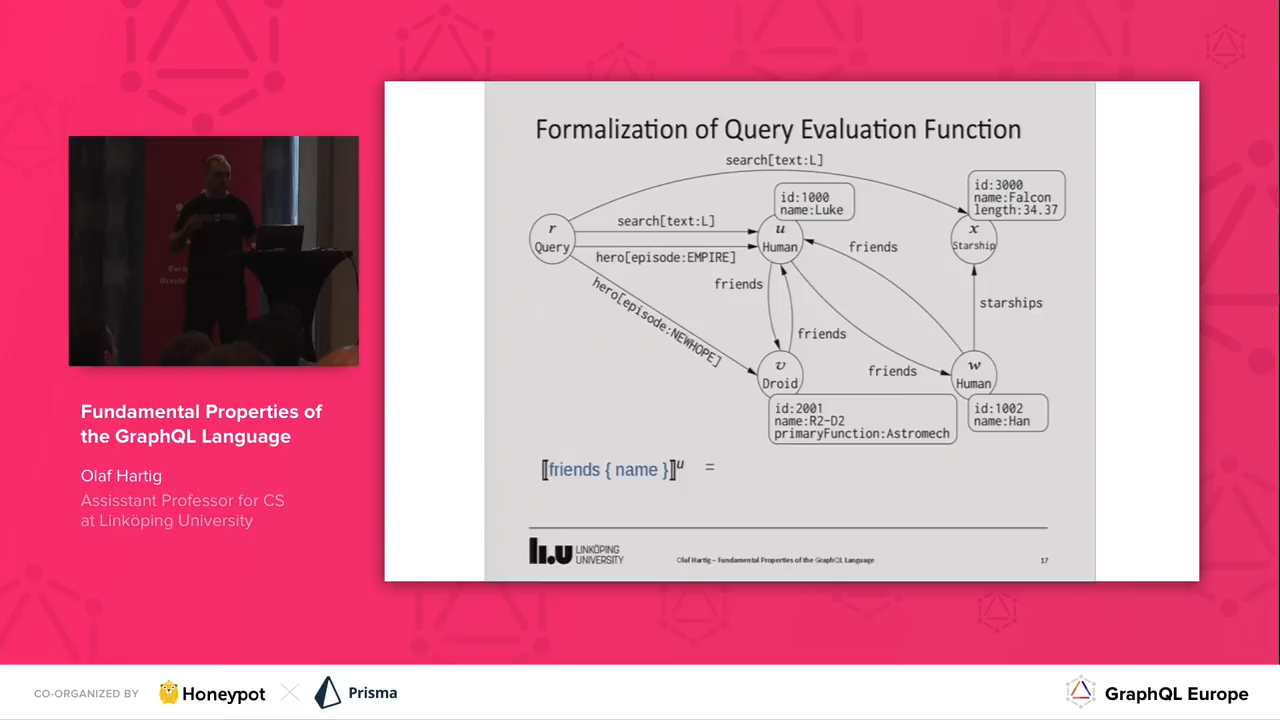 Formalization of Query Evaluation Function
search[text:L]
id:3000
name:Falcon
length:34.37
id:1000
name:Luke
search[text:L]
r
Query
u
Human
x
Starship
hero[episode:EMPIRE]
friends
friends
hero[episode:NEWHOPE]
starships
friends
friends
v
Droid
w
Human
id:2001
name:R2-D2
primaryFunction:Astromech
id:1002
name:Han
⟦friends { name }⟧ᵘ =
LINKÖPING
UNIVERSITY
Olaf Hartig – Fundamental Properties of the GraphQL Language
17
Fundamental Properties of
the GraphQL Language
Olaf Hartig
Assisstant Professor for CS
at Linköping University
CO-ORGANIZED BY
Honeypot
Prisma
GraphQL Europe